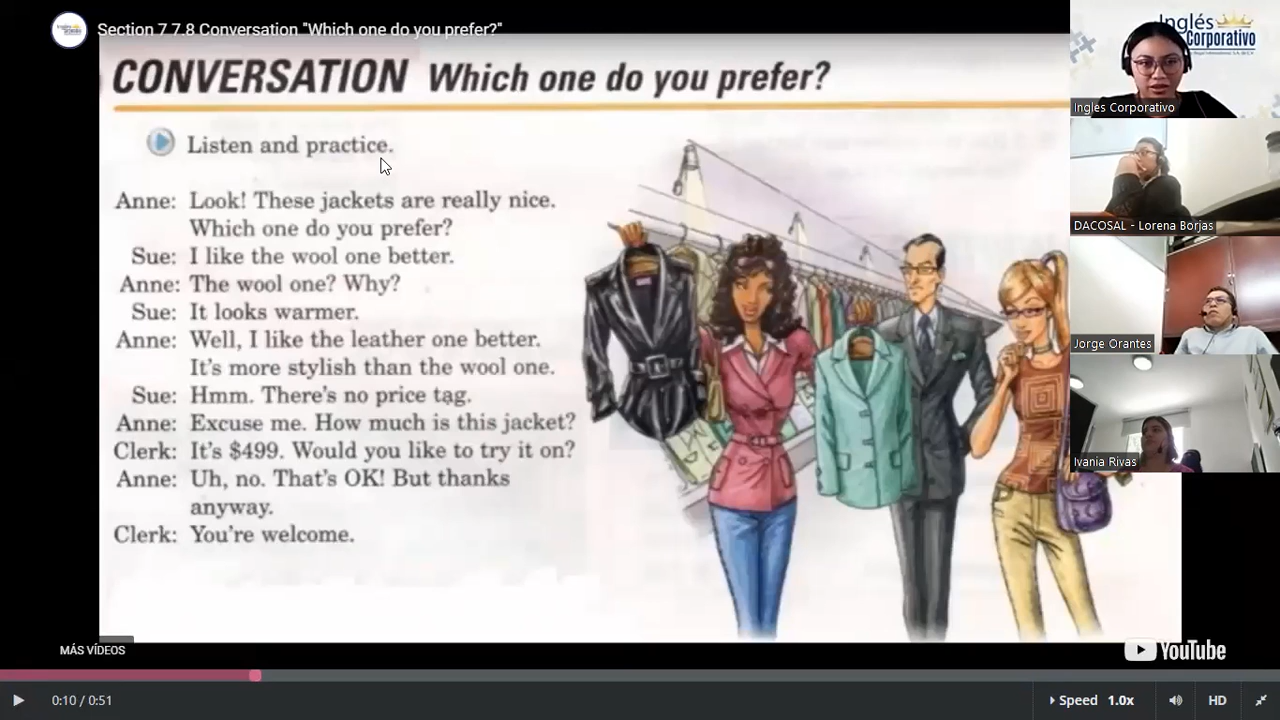 Section 7 7.8 Conversation "Which one do you prefer?"
CONVERSATION Which one do you prefer?
Listen and practice.
Anne: Look! These jackets are really nice.
Which one do you prefer?
Sue: I like the wool one better.
Anne: The wool one? Why?
Sue: It looks warmer.
Anne: Well, I like the leather one better.
It's more stylish than the wool one.
Sue: Hmm. There's no price tag.
Anne: Excuse me. How much is this jacket?
Clerk: It's $499. Would you like to try it on?
Anne: Uh, no. That's OK! But thanks
anyway.
Clerk: You're welcome.
Inglés
Corporativo
Ingles Corporativo
DACOSAL - Lorena Borjas
Jorge Orantes
Ivania Rivas
MÁS VÍDEOS
YouTube
0:10 / 0:51
Speed 1.0x
HD